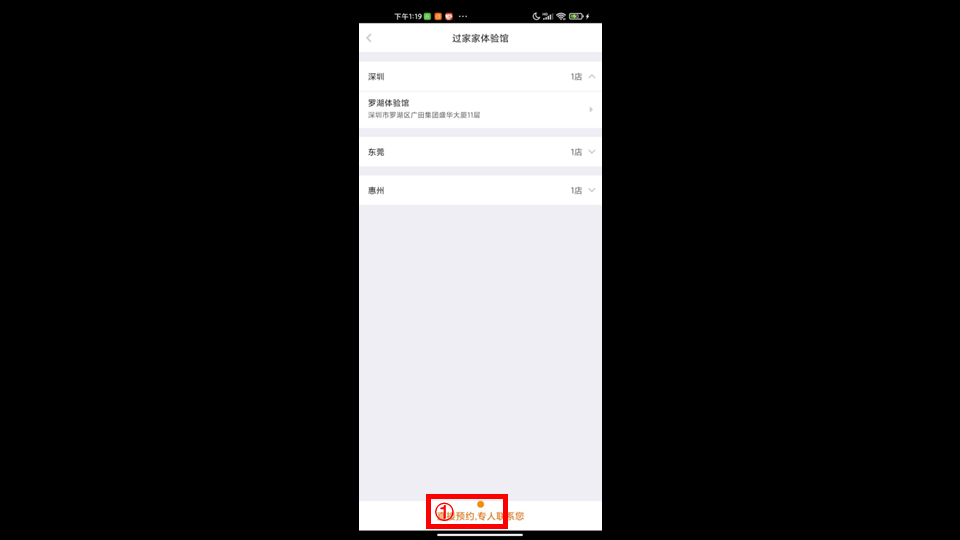 下午1:19
过家家体验馆
深圳 1店
罗湖体验馆
深圳市罗湖区广田集团盛华大厦11层
东莞 1店
惠州 1店
①
预约,专人联系您